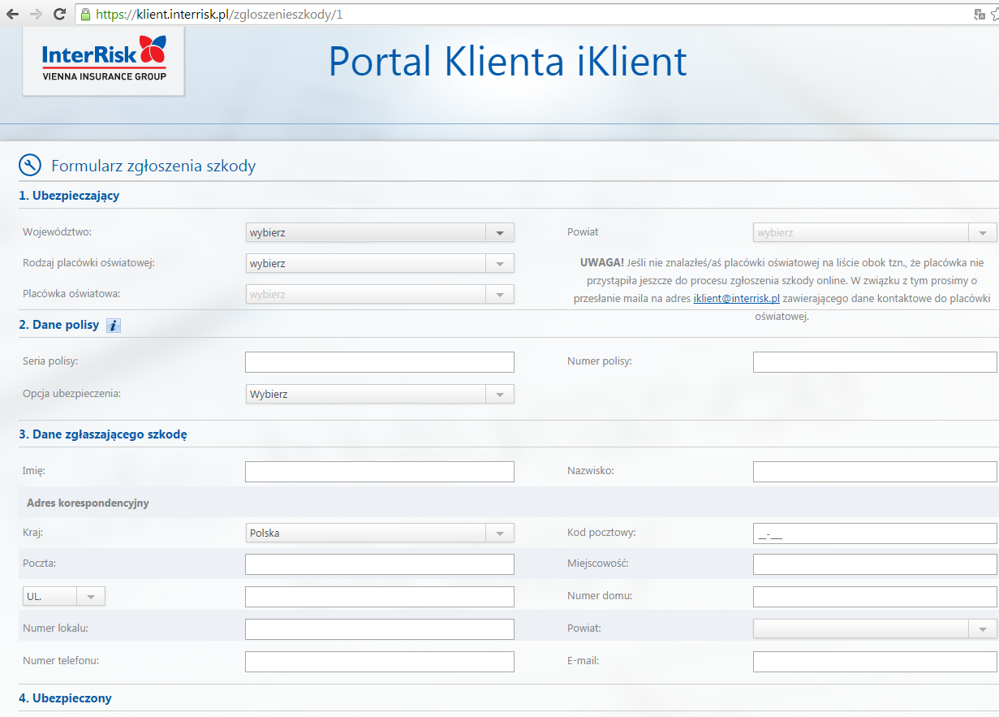 https://klient.interrisk.pl/zgloszenieszkody/1
InterRisk
VIENNA INSURANCE GROUP
Portal Klienta iKlient
Formularz zgłoszenia szkody
1. Ubezpieczający
Województwo: wybierz Powiat wybierz
Rodzaj placówki oświatowej: wybierz
UWAGA! Jeśli nie znalazłeś/aś placówki oświatowej na liście obok tzn., że placówka nie
przystąpiła jeszcze do procesu zgłoszenia szkody online. W związku z tym prosimy o
Placówka oświatowa: wybierz
przesłanie maila na adres iklient@interrisk.pl zawierającego dane kontaktowe do placówki
oświatowej.
2. Dane polisy i
Seria polisy: Numer polisy:
Opcja ubezpieczenia: Wybierz
3. Dane zgłaszającego szkodę
Imię: Nazwisko:
Adres korespondencyjny
Kraj: Polska Kod pocztowy: __-___
Poczta: Miejscowość:
UL. Numer domu:
Numer lokalu: Powiat:
Numer telefonu: E-mail:
4. Ubezpieczony